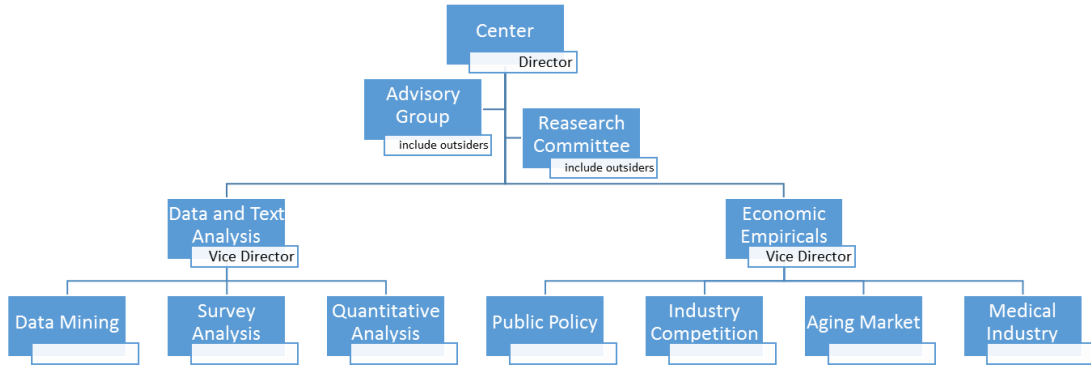 Center
Director
Advisory
Group
include outsiders
Reasearch
Committee
include outsiders
Data and Text
Analysis
Vice Director
Economic
Empiricals
Vice Director
Data Mining
Survey
Analysis
Quantitative
Analysis
Public Policy
Industry
Competition
Aging Market
Medical
Industry